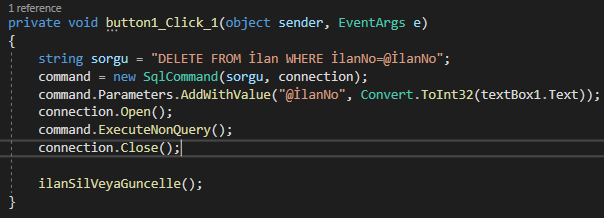 1 reference
private void button1_Click_1(object sender, EventArgs e)
{
string sorgu = "DELETE FROM İlan WHERE İlanNo=@İlanNo";
command = new SqlCommand(sorgu, connection);
command.Parameters.AddWithValue("@İlanNo", Convert.ToInt32(textBox1.Text));
connection.Open();
command.ExecuteNonQuery();
connection.Close();
ilanSilVeyaGuncelle();
}